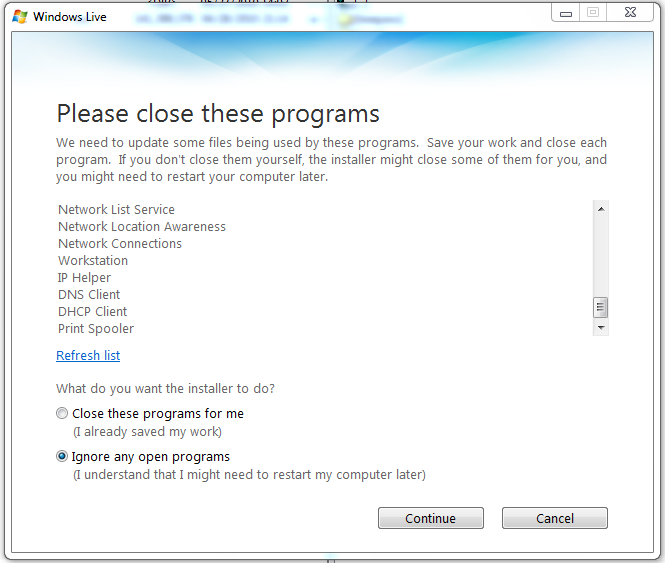 Windows Live
Please close these programs
We need to update some files being used by these programs.  Save your work and close each
program.  If you don't close them yourself, the installer might close some of them for you, and
you might need to restart your computer later.
Network List Service
Network Location Awareness
Network Connections
Workstation
IP Helper
DNS Client
DHCP Client
Print Spooler
Refresh list
What do you want the installer to do?
Close these programs for me
(I already saved my work)
Ignore any open programs
(I understand that I might need to restart my computer later)
Continue
Cancel